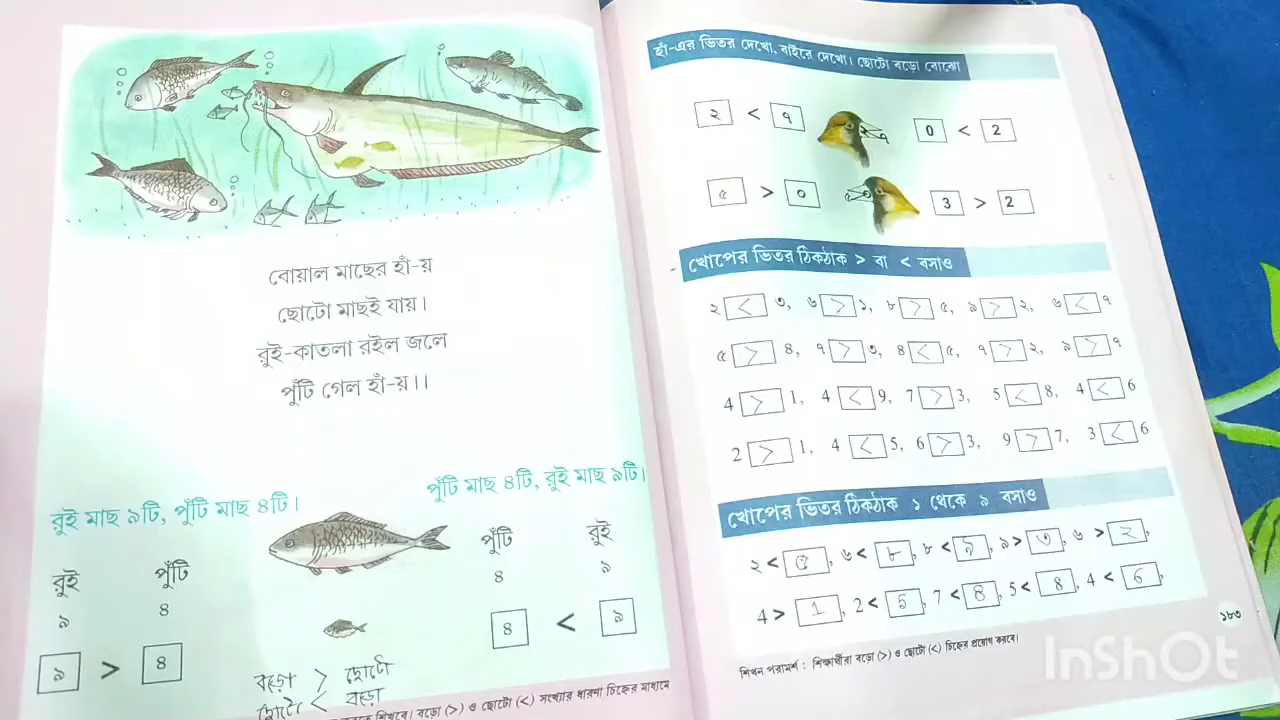 বোয়াল মাছের হাঁ-য়
ছোটো মাছই যায়।
রুই-কাতলা রইল জলে
পুঁটি গেল হাঁ-য়।।
রুই মাছ ৯টি, পুঁটি মাছ ৪টি।
রুই পুঁটি
৯ ৪
৯ > ৪
পুঁটি মাছ ৪টি, রুই মাছ ৯টি।
পুঁটি রুই
৪ ৯
৪ < ৯
বড়ো > ছোটো
ছোটো < বড়ো
শিখবে। বড়ো (>) ও ছোটো (<) সংখ্যার ধারণা চিহ্নের মাধ্যমে
হাঁ-এর ভিতর দেখো, বাইরে দেখো। ছোটো বড়ো বোঝো
২ < ৭ 0 < 2
৫ > ০ 3 > 2
খোপের ভিতর ঠিকঠাক > বা < বসাও
২ < ৩, ৬ > ১, ৮ > ৫, ৯ > ২, ৬ < ৭
৫ > ৪, ৭ > ৩, ৪ < ৫, ৭ > ২, ৯ > ৭
4 > 1, 4 < 9, 7 > 3, 5 < 8, 4 < 6
2 > 1, 4 < 5, 6 > 3, 9 > 7, 3 < 6
খোপের ভিতর ঠিকঠাক ১ থেকে ৯ বসাও
২ < ৫, ৬ < ৮, ৮ < ৯, ৯ > ৩, ৬ > ২,
4 > 1, 2 < 5, 7 < 8, 5 < 8, 4 < 6,
১৮৩
শিখন পরামর্শ : শিক্ষার্থীরা বড়ো (>) ও ছোটো (<) চিহ্নের প্রয়োগ করবে।
InShOt